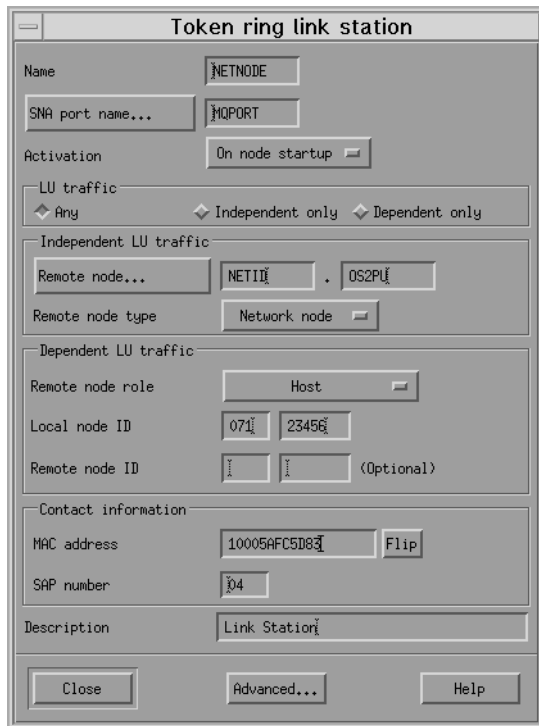 Token ring link station
Name NETNODE
SNA port name... MQPORT
Activation On node startup
LU traffic
Any Independent only Dependent only
Independent LU traffic
Remote node... NETID . OS2PU
Remote node type Network node
Dependent LU traffic
Remote node role Host
Local node ID 071 23456
Remote node ID (Optional)
Contact information
MAC address 10005AFC5D83 Flip
SAP number 04
Description Link Station
Close Advanced... Help